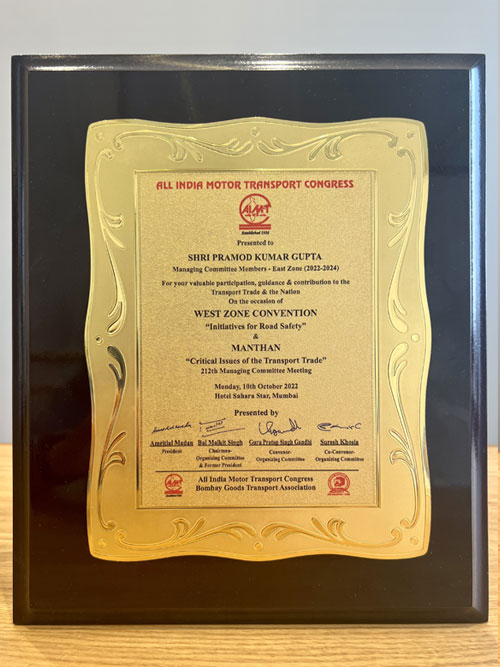 ALL INDIA MOTOR TRANSPORT CONGRESS
AIMT
Established 1936
Presented to
SHRI PRAMOD KUMAR GUPTA
Managing Committee Members - East Zone (2022-2024)
For your valuable participation, guidance & contribution to the
Transport Trade & the Nation
On the occasion of
WEST ZONE CONVENTION
“Initiatives for Road Safety”
&
MANTHAN
“Critical Issues of the Transport Trade”
212th Managing Committee Meeting
Monday, 10th October 2022
Hotel Sahara Star, Mumbai
Presented by
Amritlal Madan Bal Malkit Singh Guru Pratap Singh Gandhi Suresh Khosla
President Chairman- Convenor- Co-Convenor-
Organizing Committee Organizing Committee Organizing Committee
& Former President
All India Motor Transport Congress
Bombay Goods Transport Association